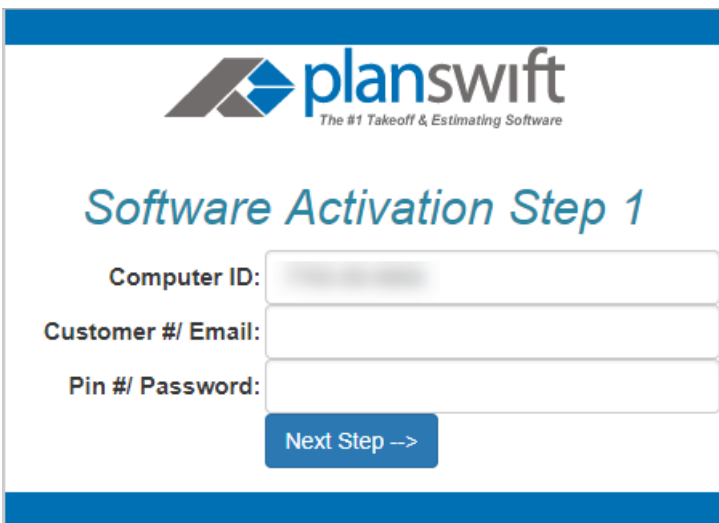 planswift
The #1 Takeoff & Estimating Software
Software Activation Step 1
Computer ID:
Customer #/ Email:
Pin #/ Password:
Next Step -->